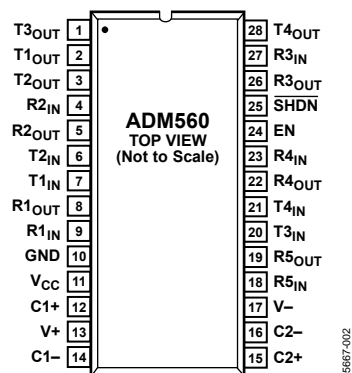 T3OUT 1 28 T4OUT
T1OUT 2 27 R3IN
T2OUT 3 26 R3OUT
R2IN 4 25 SHDN
R2OUT 5 24 EN
T2IN 6 23 R4IN
T1IN 7 22 R4OUT
R1OUT 8 21 T4IN
R1IN 9 20 T3IN
GND 10 19 R5OUT
VCC 11 18 R5IN
C1+ 12 17 V–
V+ 13 16 C2–
C1– 14 15 C2+
ADM560
TOP VIEW
(Not to Scale)
5667-002